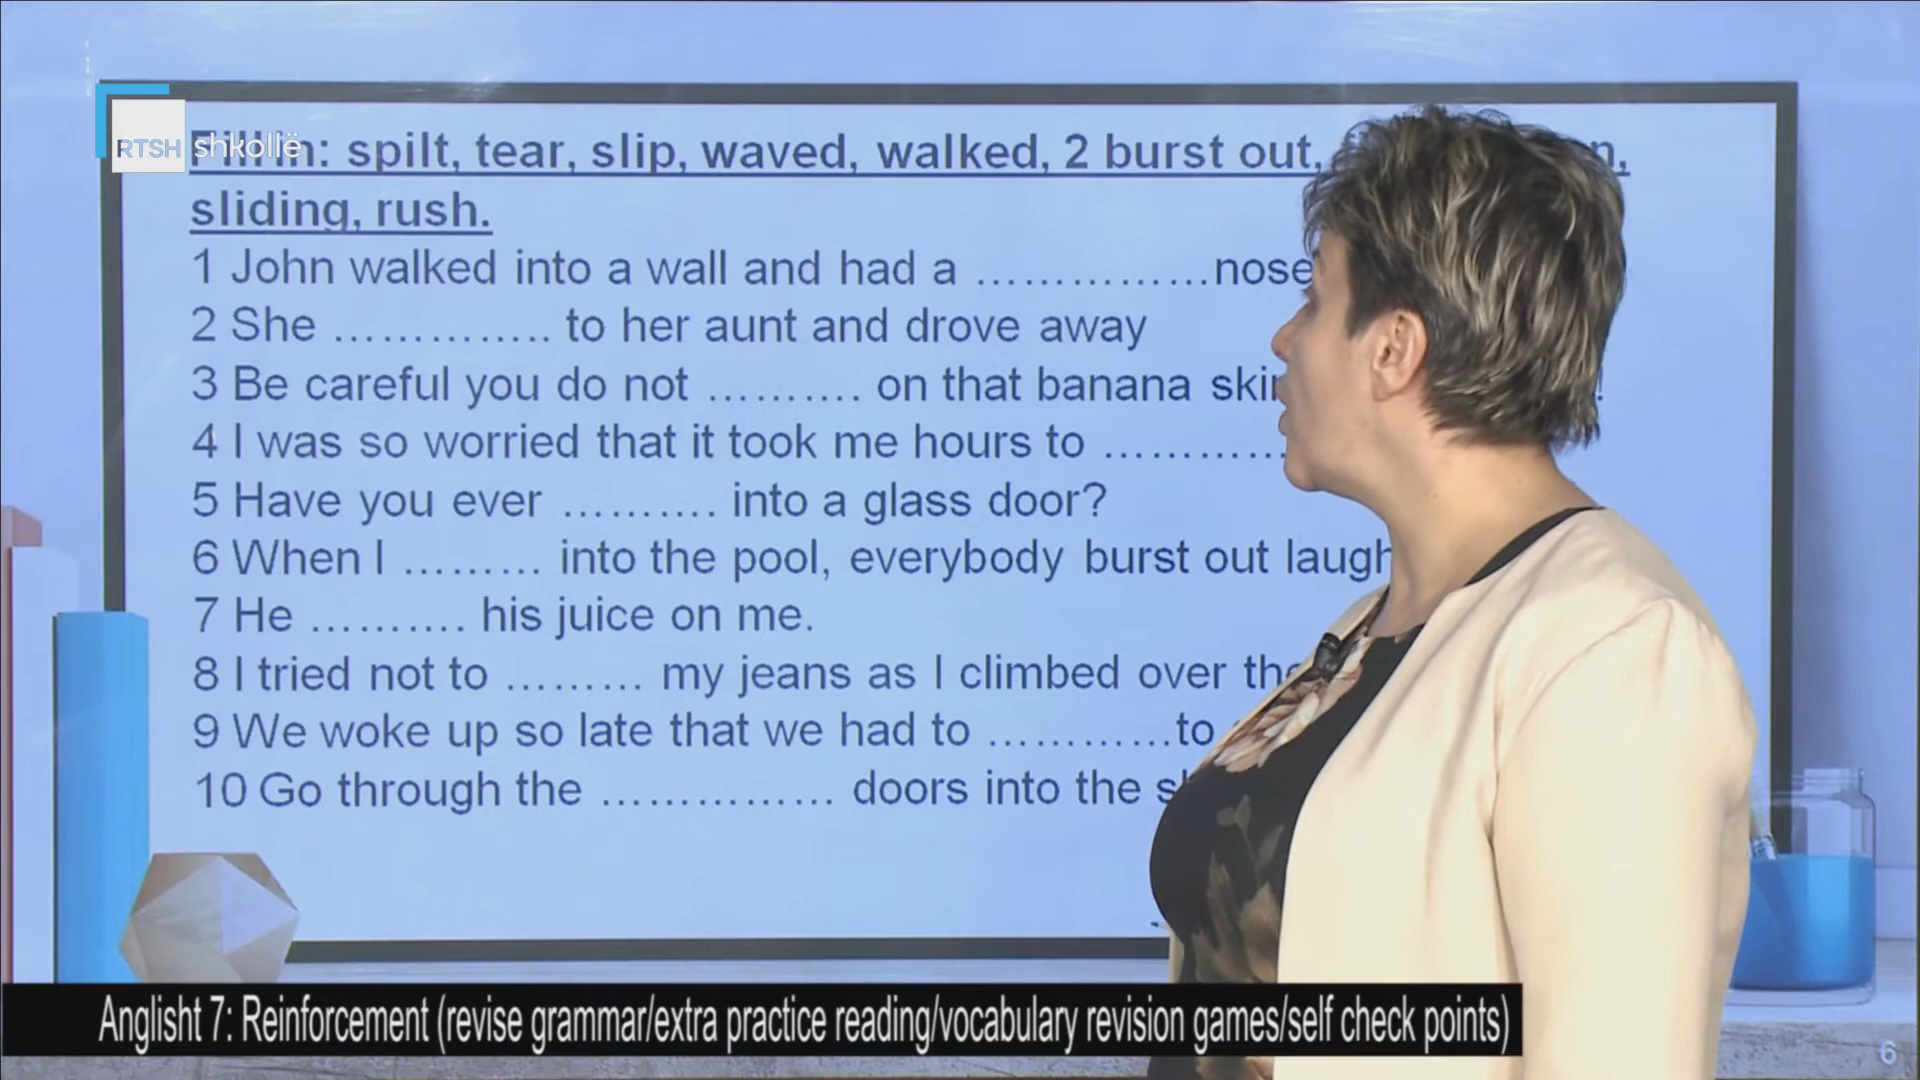 RTSH shkollë
spilt, tear, slip, waved, walked, 2 burst out,
sliding, rush.
1 John walked into a wall and had a ……………nose
2 She ………….. to her aunt and drove away
3 Be careful you do not ………. on that banana
4 I was so worried that it took me hours to …………
5 Have you ever ………. into a glass door?
6 When I ……… into the pool, everybody burst out
7 He ………. his juice on me.
8 I tried not to ……… my jeans as I climbed over
9 We woke up so late that we had to …………to
10 Go through the …………… doors into the
Anglisht 7: Reinforcement (revise grammar/extra practice reading/vocabulary revision games/self check points)
6